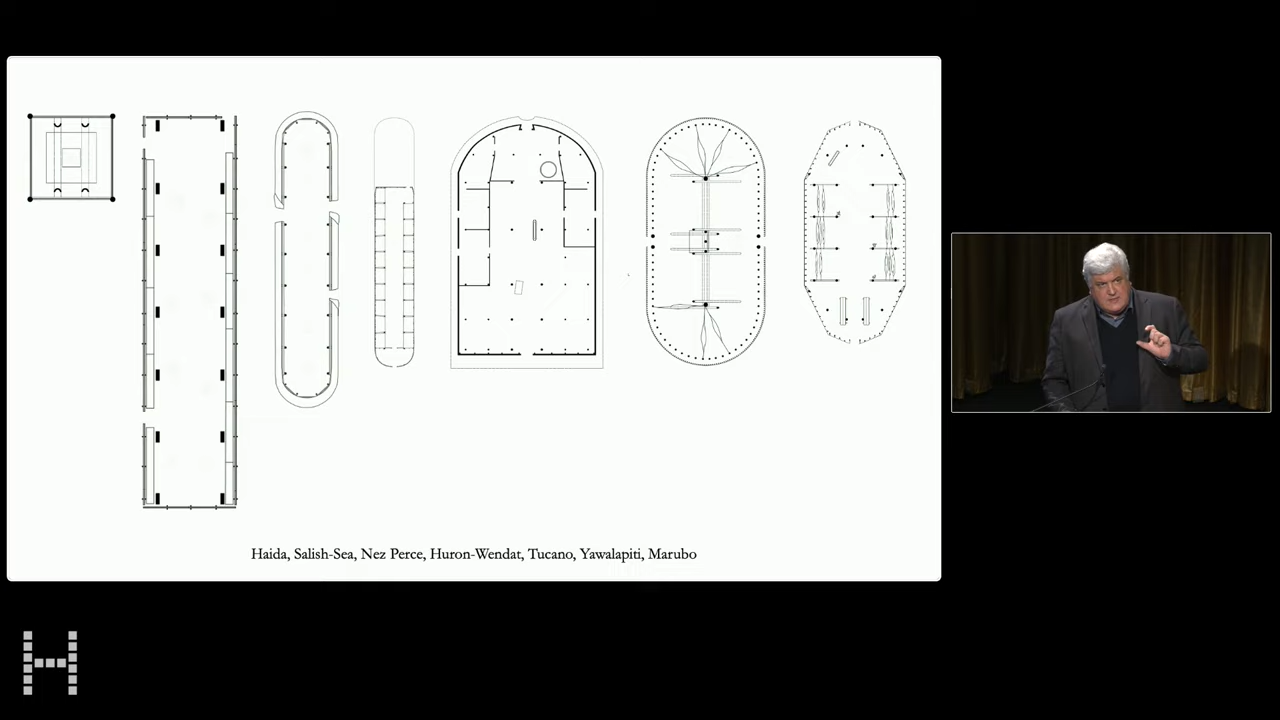 Haida, Salish-Sea, Nez Perce, Huron-Wendat, Tucano, Yawalapiti, Marubo
H